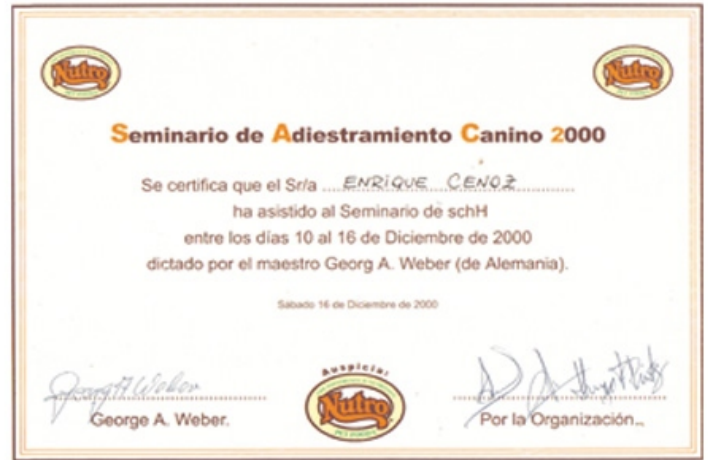 Nutro
Nutro
Seminario de Adiestramiento Canino 2000
Se certifica que el Sr/a ENRIQUE CENOZ
ha asistido al Seminario de schH
entre los días 10 al 16 de Diciembre de 2000
dictado por el maestro Georg A. Weber (de Alemania).
Sábado 16 de Diciembre de 2000
Auspicia:
Nutro
George A. Weber.
Por la Organización..